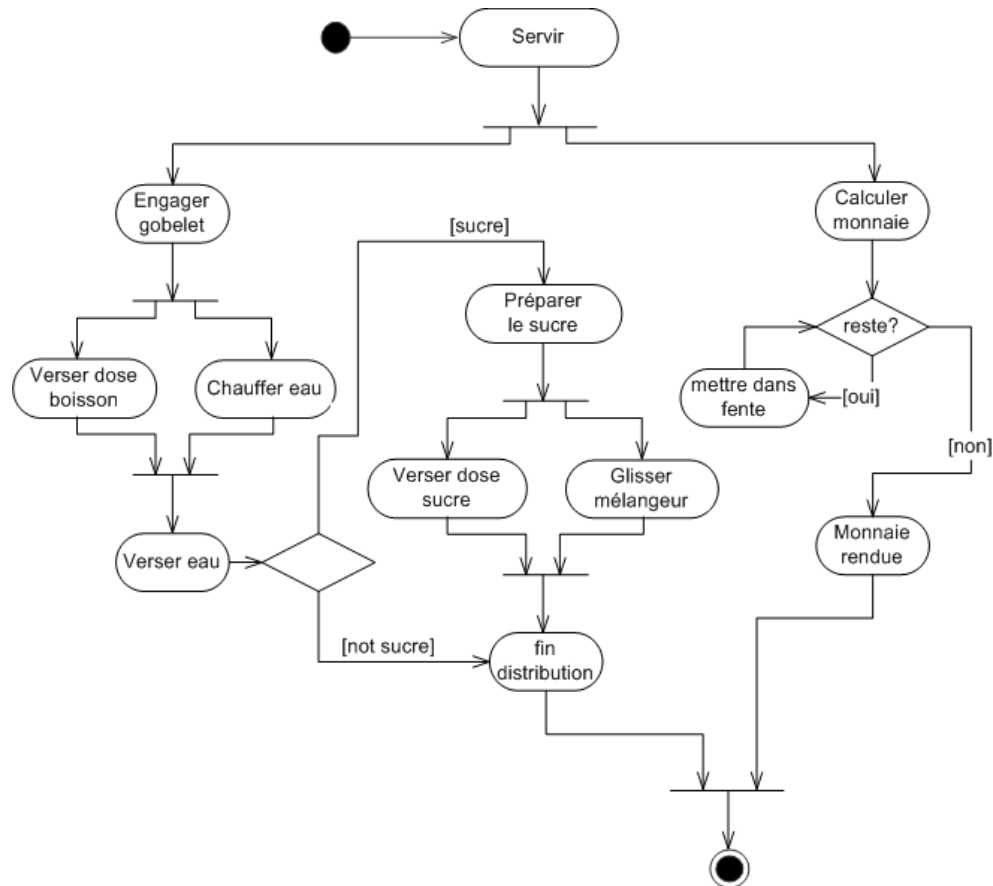 Servir
Engager
gobelet
Calculer
monnaie
[sucre]
Préparer
le sucre
reste?
Verser dose
boisson
Chauffer eau
mettre dans
fente
[oui]
[non]
Verser dose
sucre
Glisser
mélangeur
Verser eau
Monnaie
rendue
[not sucre]
fin
distribution